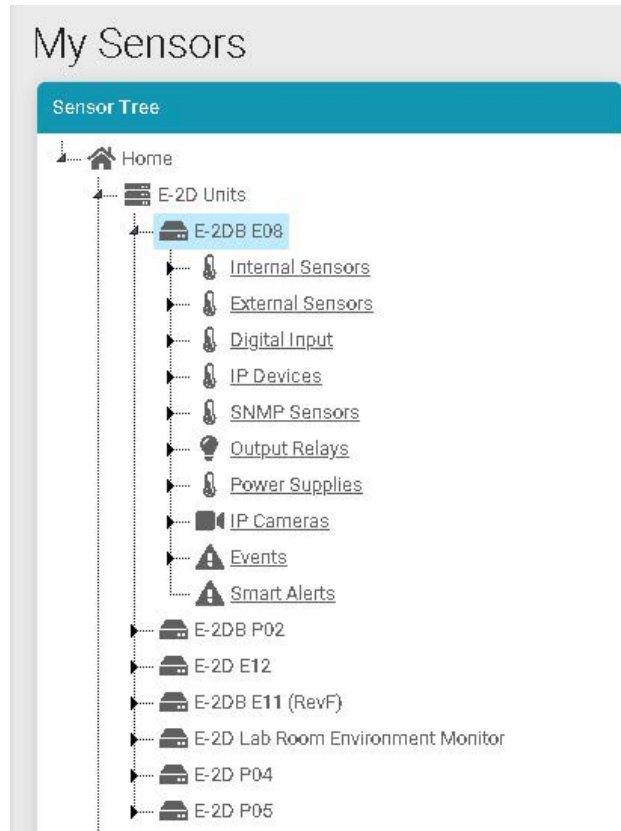 My Sensors
Sensor Tree
Home
E-2D Units
E-2DB E08
Internal Sensors
External Sensors
Digital Input
IP Devices
SNMP Sensors
Output Relays
Power Supplies
IP Cameras
Events
Smart Alerts
E-2DB P02
E-2D E12
E-2DB E11 (RevF)
E-2D Lab Room Environment Monitor
E-2D P04
E-2D P05